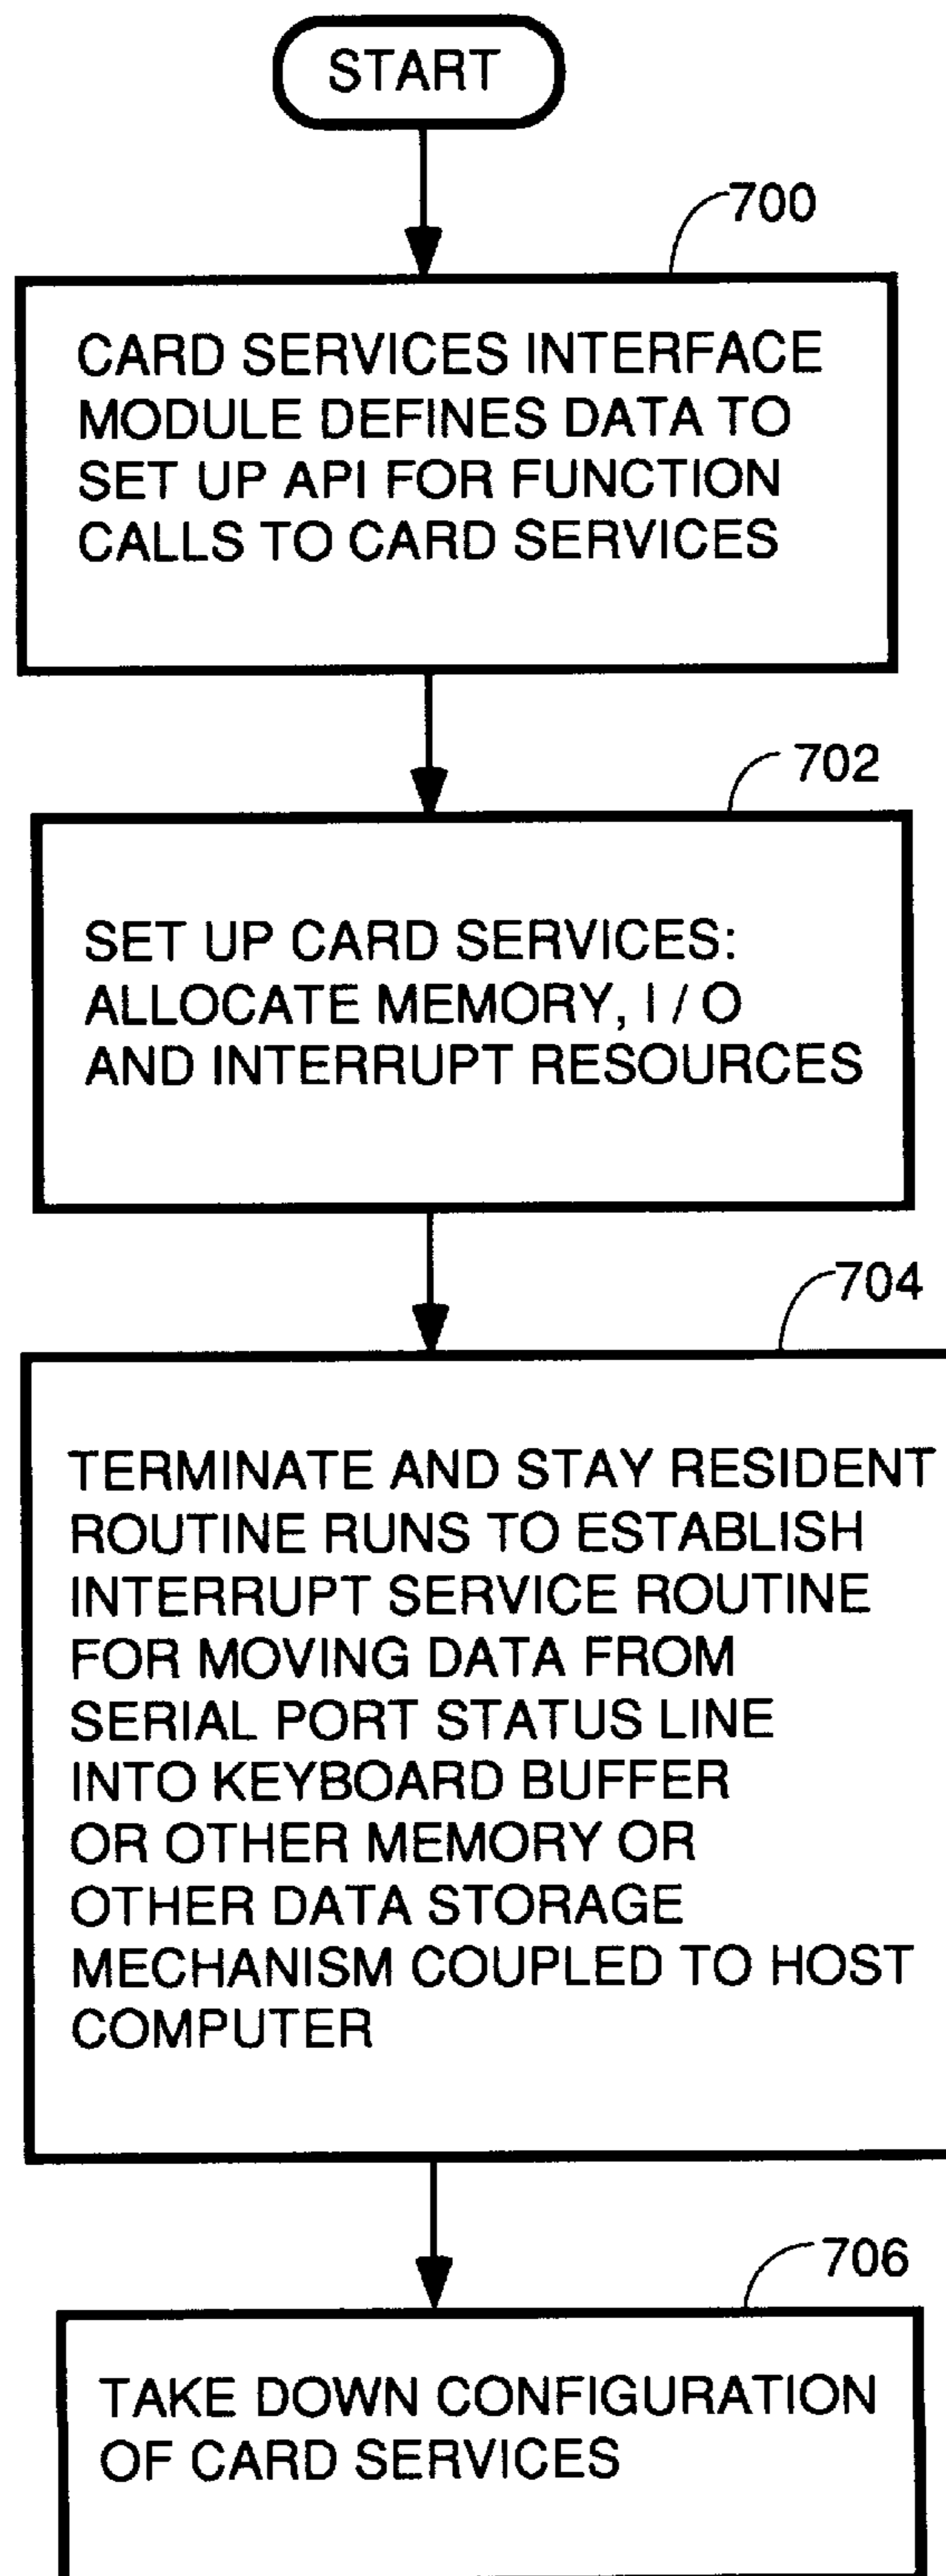 START
700
CARD SERVICES INTERFACE
MODULE DEFINES DATA TO
SET UP API FOR FUNCTION
CALLS TO CARD SERVICES
702
SET UP CARD SERVICES:
ALLOCATE MEMORY, I / O
AND INTERRUPT RESOURCES
704
TERMINATE AND STAY RESIDENT
ROUTINE RUNS TO ESTABLISH
INTERRUPT SERVICE ROUTINE
FOR MOVING DATA FROM
SERIAL PORT STATUS LINE
INTO KEYBOARD BUFFER
OR OTHER MEMORY OR
OTHER DATA STORAGE
MECHANISM COUPLED TO HOST
COMPUTER
706
TAKE DOWN CONFIGURATION
OF CARD SERVICES